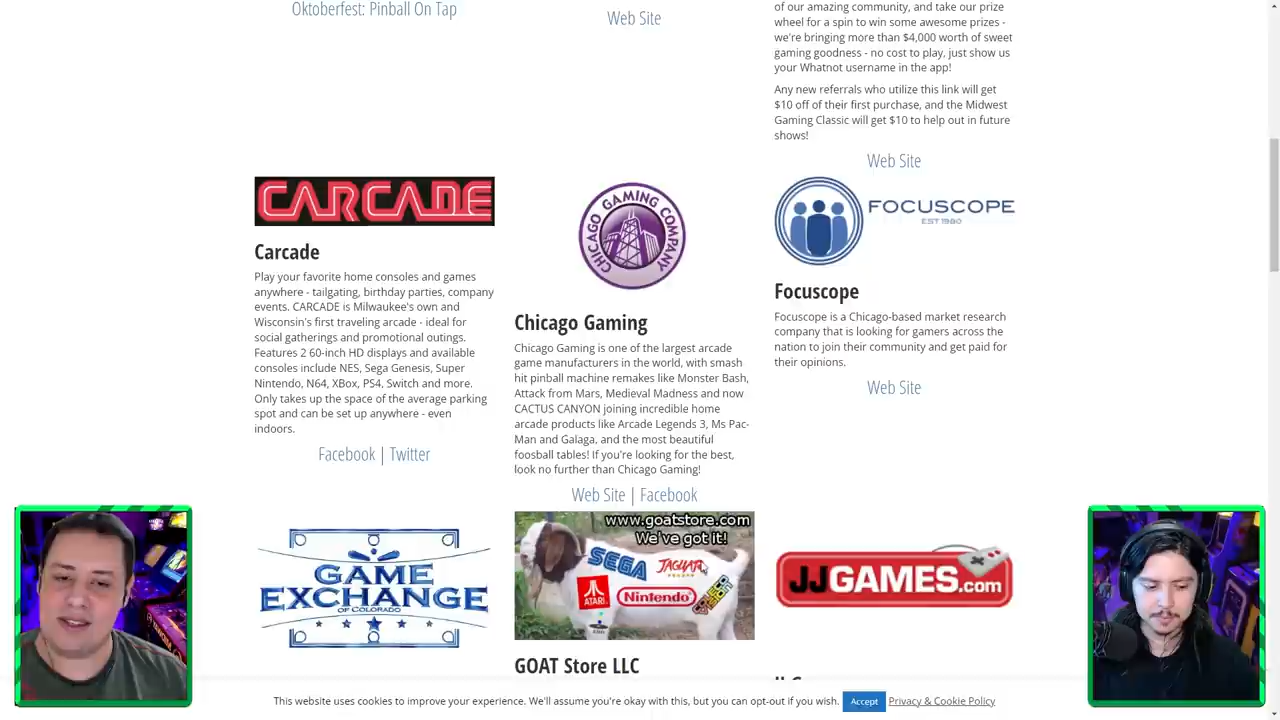 Oktoberfest: Pinball On Tap
Web Site
of our amazing community, and take our prize
wheel for a spin to win some awesome prizes -
we're bringing more than $4,000 worth of sweet
gaming goodness - no cost to play, just show us
your Whatnot username in the app!
Any new referrals who utilize this link will get
$10 off of their first purchase, and the Midwest
Gaming Classic will get $10 to help out in future
shows!
Web Site
CARCADE
Carcade
Play your favorite home consoles and games
anywhere - tailgating, birthday parties, company
events. CARCADE is Milwaukee's own and
Wisconsin's first traveling arcade - ideal for
social gatherings and promotional outings.
Features 2 60-inch HD displays and available
consoles include NES, Sega Genesis, Super
Nintendo, N64, XBox, PS4, Switch and more.
Only takes up the space of the average parking
spot and can be set up anywhere - even
indoors.
Facebook | Twitter
CHICAGO GAMING COMPANY
Chicago Gaming
Chicago Gaming is one of the largest arcade
game manufacturers in the world, with smash
hit pinball machine remakes like Monster Bash,
Attack from Mars, Medieval Madness and now
CACTUS CANYON joining incredible home
arcade products like Arcade Legends 3, Ms Pac-
Man and Galaga, and the most beautiful
foosball tables! If you're looking for the best,
look no further than Chicago Gaming!
Web Site | Facebook
FOCUSCOPE
EST 1980
Focuscope
Focuscope is a Chicago-based market research
company that is looking for gamers across the
nation to join their community and get paid for
their opinions.
Web Site
GAME
EXCHANGE
OF COLORADO
www.goatstore.com
We've got it!
SEGA
JAGUAR
ATARI
Nintendo
GOAT Store LLC
JJGAMES.com
This website uses cookies to improve your experience. We'll assume you're okay with this, but you can opt-out if you wish.
Accept
Privacy & Cookie Policy